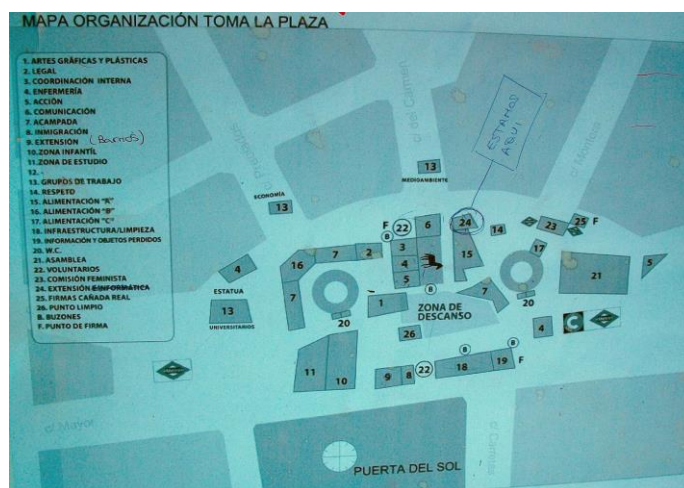 MAPA ORGANIZACIÓN TOMA LA PLAZA
1. ARTES GRÁFICAS Y PLÁSTICAS
2. LEGAL
3. COORDINACIÓN INTERNA
4. ENFERMERÍA
5. ACCIÓN
6. COMUNICACIÓN
7. ACAMPADA
8. INMIGRACIÓN
9. EXTENSIÓN (Barrios)
10. ZONA INFANTÍL
11. ZONA DE ESTUDIO
12. -
13. GRUPOS DE TRABAJO
14. RESPETO
15. ALIMENTACIÓN "A"
16. ALIMENTACIÓN "B"
17. ALIMENTACIÓN "C"
18. INFRAESTRUCTURA/LIMPIEZA
19. INFORMACIÓN Y OBJETOS PERDIDOS
20. W.C.
21. ASAMBLEA
22. VOLUNTARIOS
23. COMISIÓN FEMINISTA
24. EXTENSIÓN INFORMÁTICA
25. FIRMAS CAÑADA REAL
26. PUNTO LIMPIO
B. BUZONES
F. PUNTO DE FIRMA
c/ del Carmen
ESTAMOS AQUI
c/ Montera
13
MEDIOAMBIENTE
ECONOMÍA
13
F 22 B 6 24 14 23 25 F
16 7 2 3 15 17
4 4 21 5
7 5 B 7
ESTATUA
13
UNIVERSITARIOS
20
1
ZONA DE DESCANSO
20
26
4
C
11 10
9 8 22 B 18 B 19 F
c/ Mayor
c/ Carretas
PUERTA DEL SOL